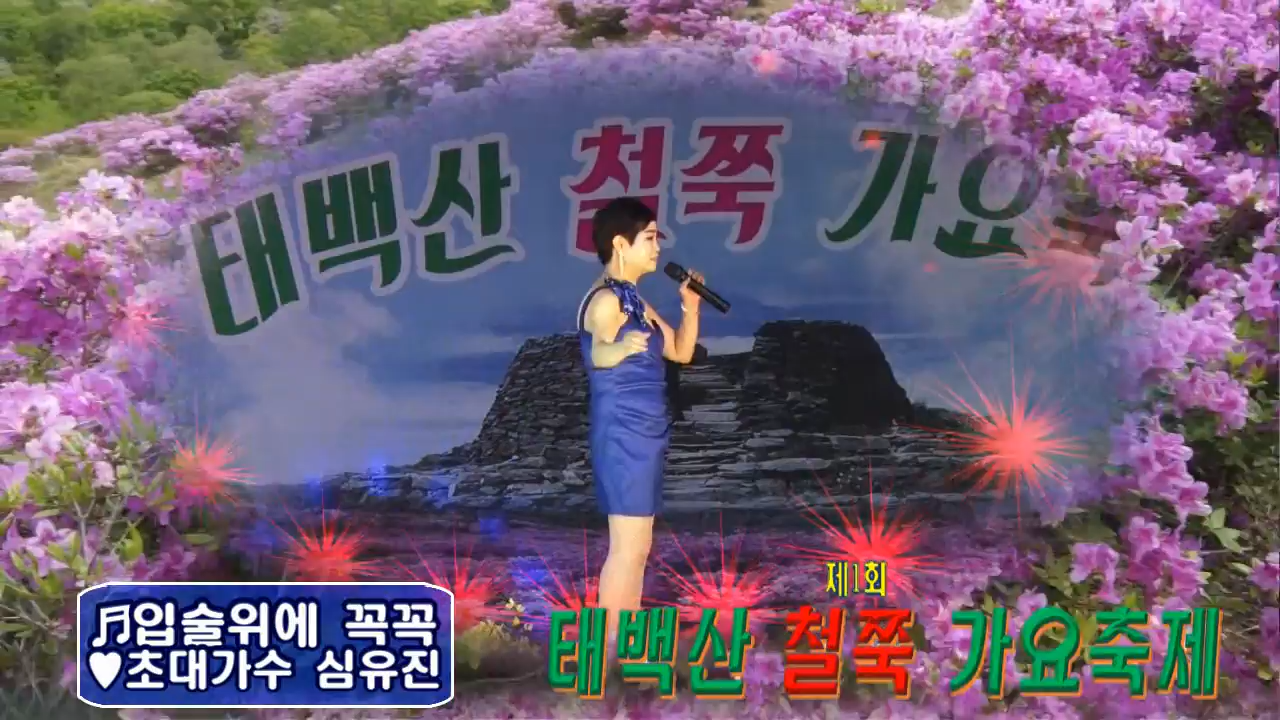 태백산 철쭉 가요
제1회
♬입술위에 꼭꼭
♥초대가수 심유진
태백산 철쭉 가요축제